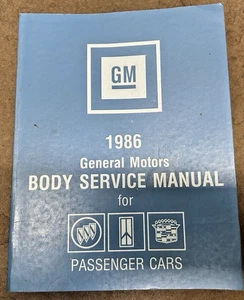 GM
1986
General Motors
BODY SERVICE MANUAL
for
PASSENGER CARS